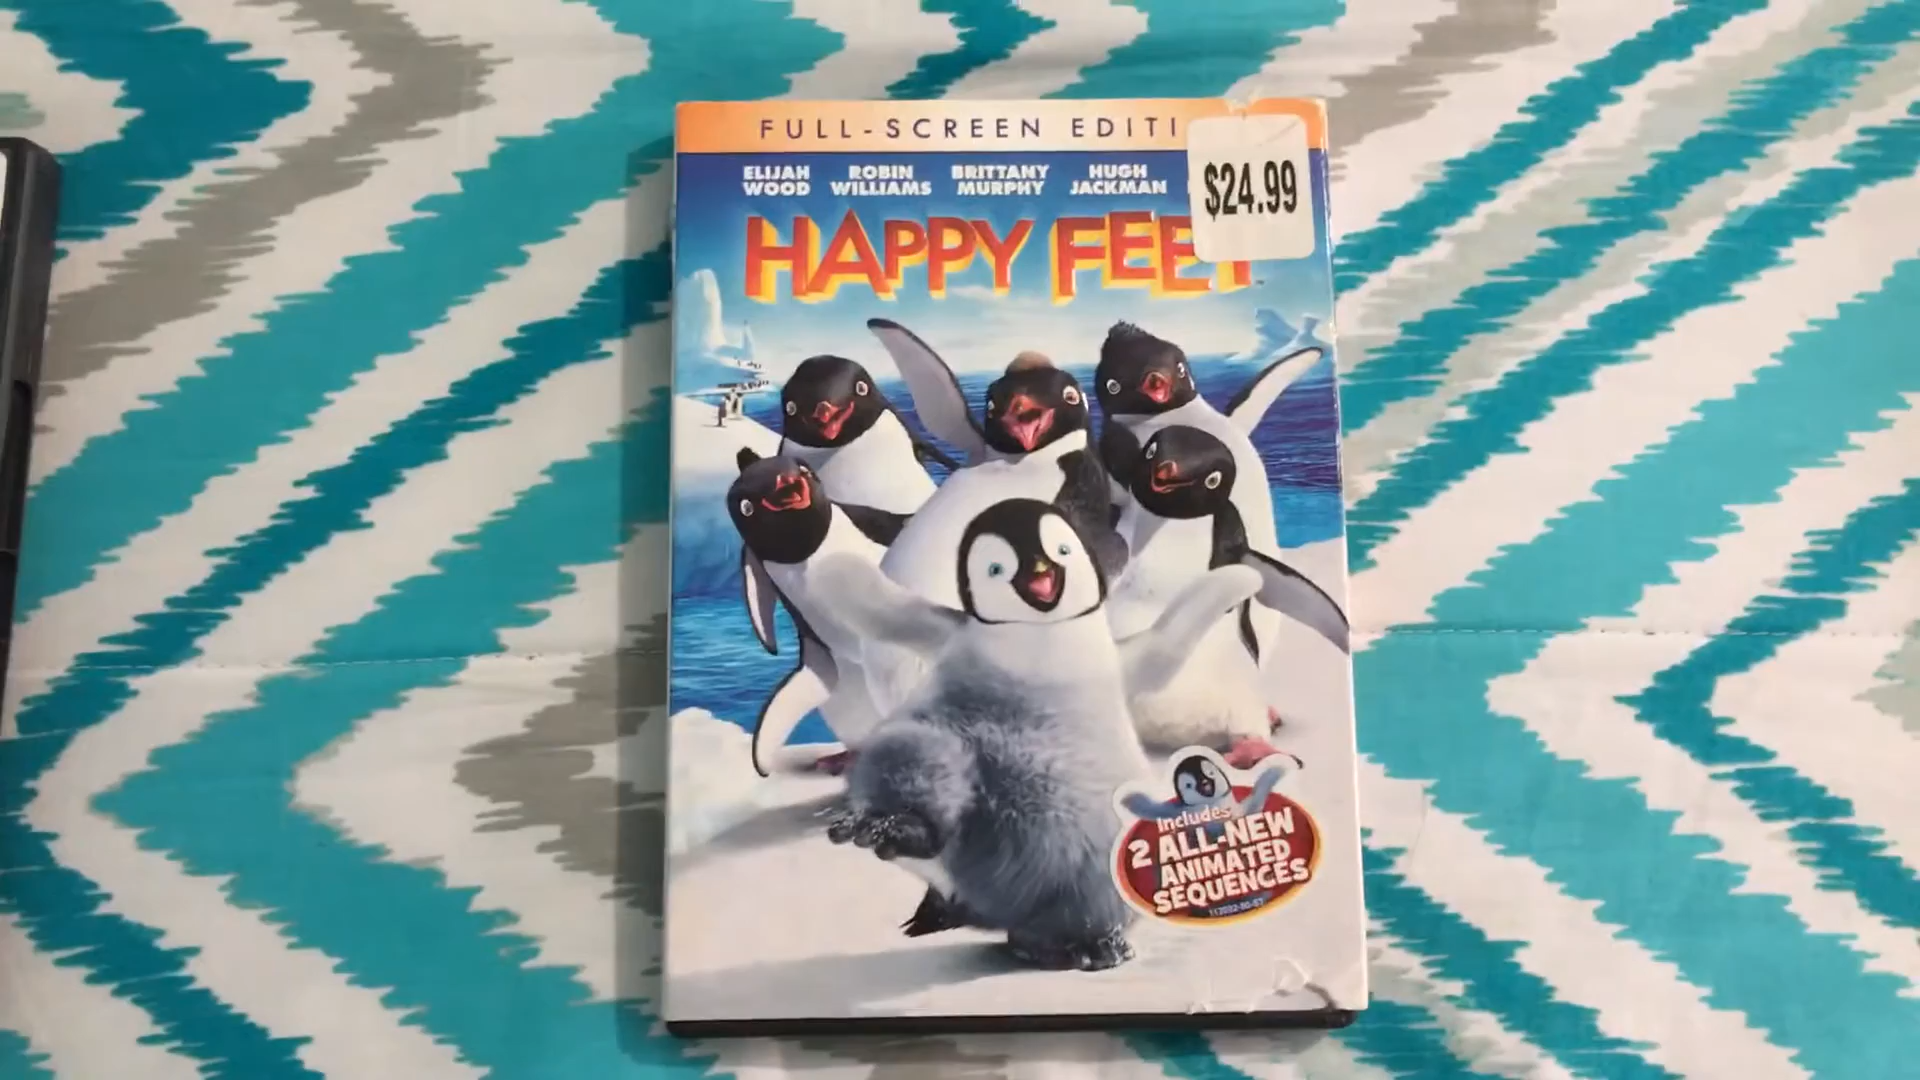 FULL-SCREEN EDITI
ELIJAH WOOD
ROBIN WILLIAMS
BRITTANY MURPHY
HUGH JACKMAN
$24.99
HAPPY FEET
Includes
2 ALL-NEW
ANIMATED
SEQUENCES